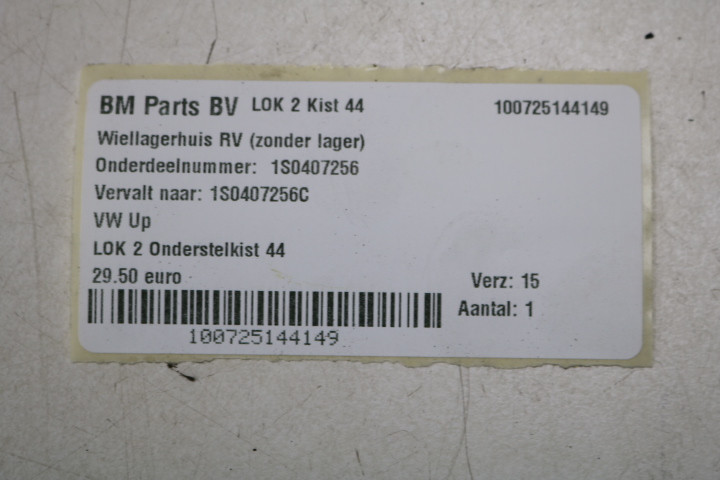 BM Parts BV LOK 2 Kist 44 100725144149
Wiellagerhuis RV (zonder lager)
Onderdeelnummer: 1S0407256
Vervalt naar: 1S0407256C
VW Up
LOK 2 Onderstelkist 44
29.50 euro Verz: 15
Aantal: 1
100725144149